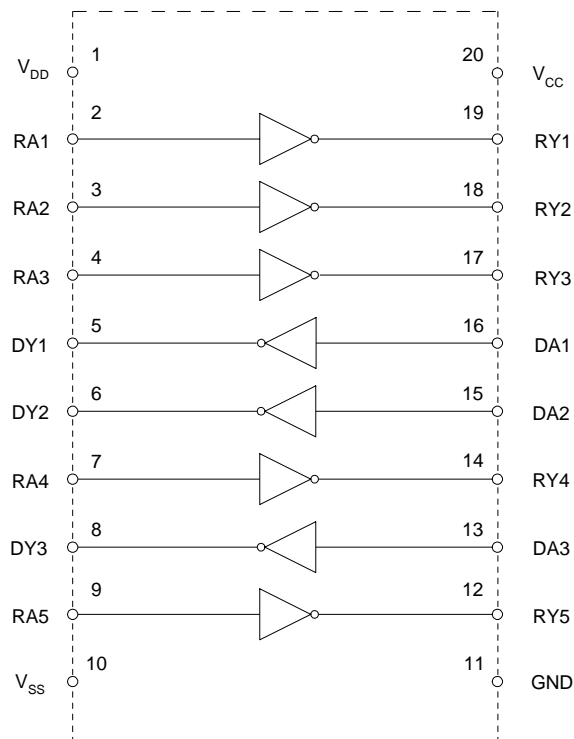 V_DD 1 20 V_CC
RA1 2 19 RY1
RA2 3 18 RY2
RA3 4 17 RY3
DY1 5 16 DA1
DY2 6 15 DA2
RA4 7 14 RY4
DY3 8 13 DA3
RA5 9 12 RY5
V_SS 10 11 GND